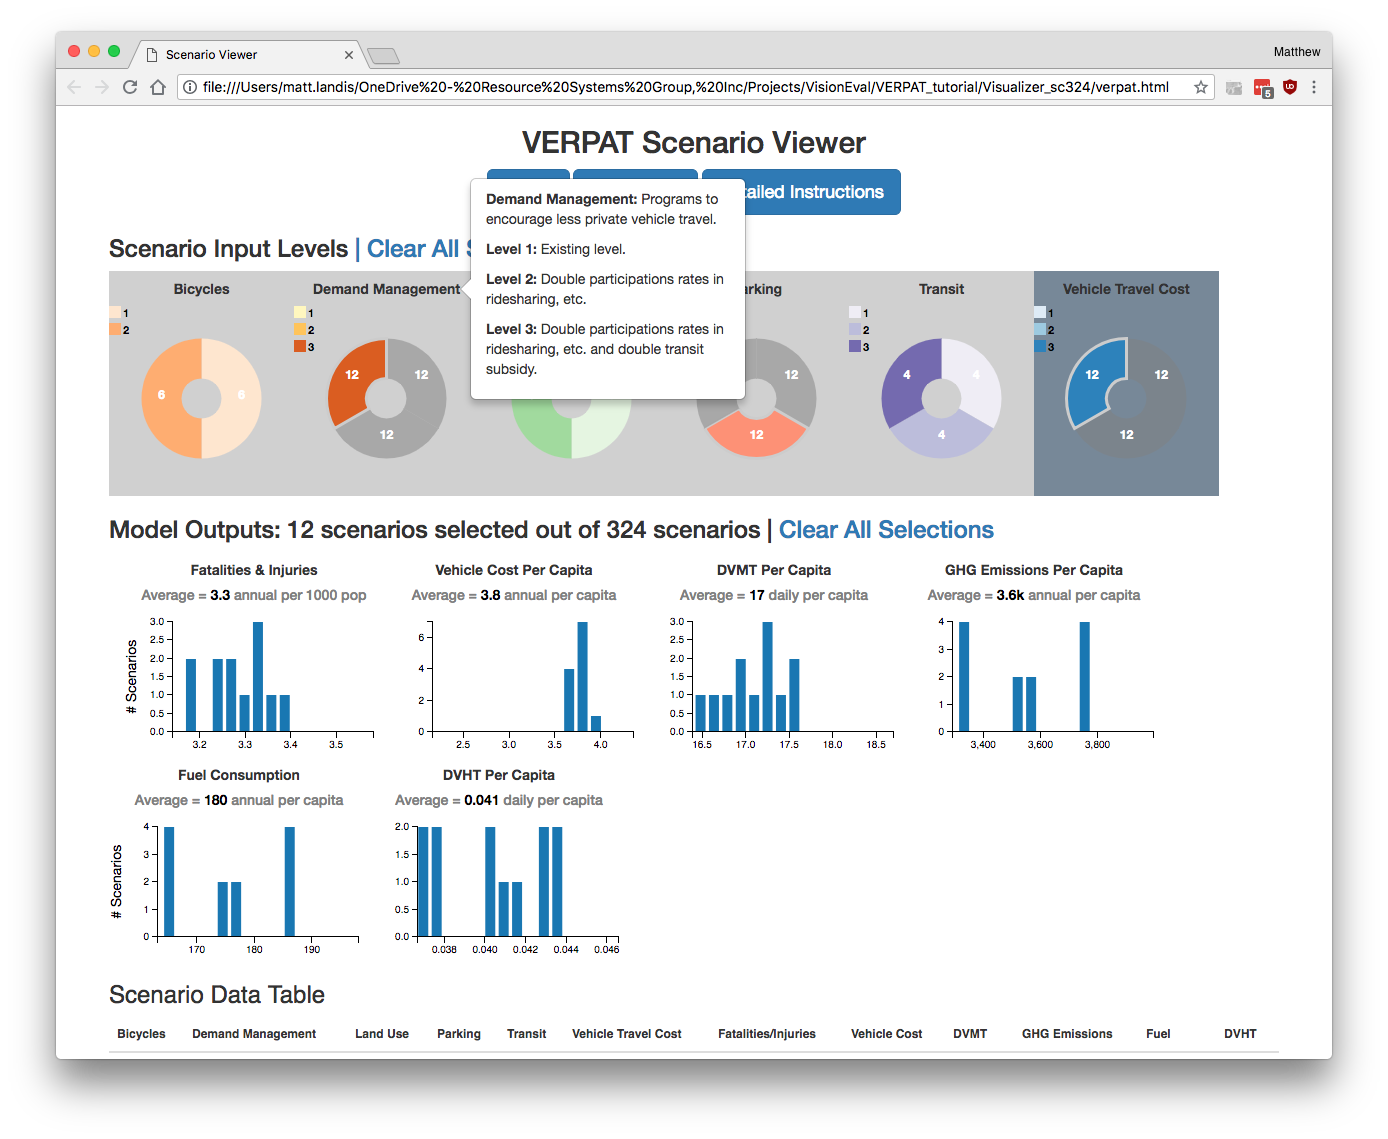 Scenario Viewer
Matthew
file:///Users/matt.landis/OneDrive%20-%20Resource%20Systems%20Group,%20Inc/Projects/VisionEval/VERPAT_tutorial/Visualizer_sc324/verpat.html
5
VERPAT Scenario Viewer
tailed Instructions
Demand Management: Programs to
encourage less private vehicle travel.
Level 1: Existing level.
Level 2: Double participations rates in
ridesharing, etc.
Level 3: Double participations rates in
ridesharing, etc. and double transit
subsidy.
Scenario Input Levels | Clear All S
Bicycles
1
2
6
6
Demand Management
1
2
3
12
12
12
arking
12
12
Transit
1
2
3
4
4
4
Vehicle Travel Cost
1
2
3
12
12
12
Model Outputs: 12 scenarios selected out of 324 scenarios | Clear All Selections
Fatalities & Injuries
Average = 3.3 annual per 1000 pop
# Scenarios
3.0
2.5
2.0
1.5
1.0
0.5
0.0
3.2 3.3 3.4 3.5
Vehicle Cost Per Capita
Average = 3.8 annual per capita
6
4
2
0
2.5 3.0 3.5 4.0
DVMT Per Capita
Average = 17 daily per capita
3.0
2.5
2.0
1.5
1.0
0.5
0.0
16.5 17.0 17.5 18.0 18.5
GHG Emissions Per Capita
Average = 3.6k annual per capita
4
3
2
1
0
3,400 3,600 3,800
Fuel Consumption
Average = 180 annual per capita
# Scenarios
4
3
2
1
0
170 180 190
DVHT Per Capita
Average = 0.041 daily per capita
2.0
1.5
1.0
0.5
0.0
0.038 0.040 0.042 0.044 0.046
Scenario Data Table
Bicycles Demand Management Land Use Parking Transit Vehicle Travel Cost Fatalities/Injuries Vehicle Cost DVMT GHG Emissions Fuel DVHT